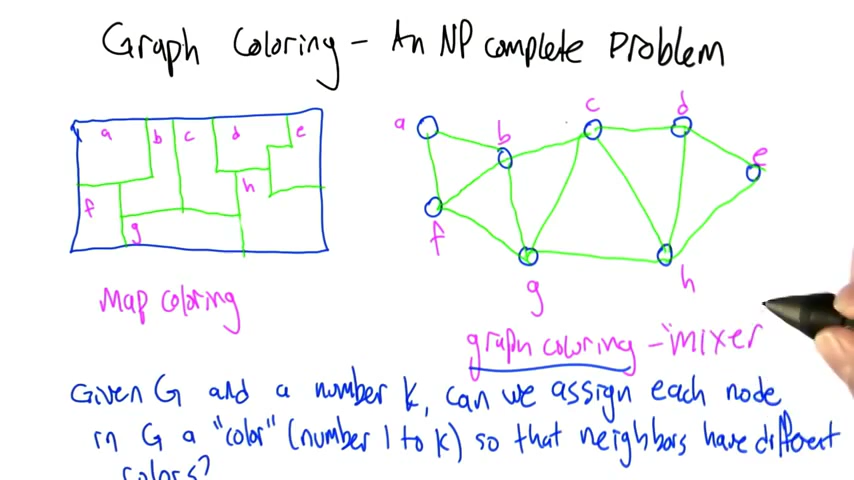 Graph Coloring - An NP complete Problem
a b c d e
f g h
a b c d e
f g h
Map coloring
graph coloring - "mixer
Given G and a number k, can we assign each node
in G a "color" (number 1 to k) so that neighbors have different
colors?